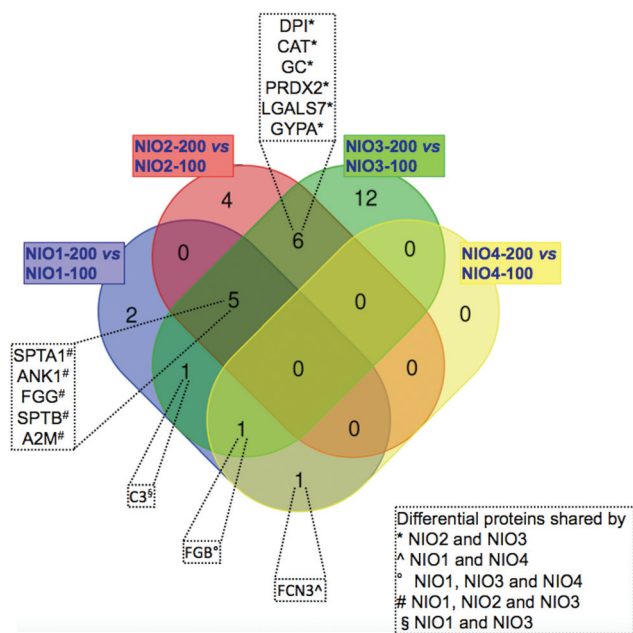 DPI*
CAT*
GC*
PRDX2*
LGALS7*
GYPA*
NIO2-200 vs
NIO2-100
NIO3-200 vs
NIO3-100
NIO1-200 vs
NIO1-100
NIO4-200 vs
NIO4-100
4
12
0
6
0
2
5
0
0
1
0
0
1
0
1
SPTA1#
ANK1#
FGG#
SPTB#
A2M#
C3§
FGB°
FCN3^
Differential proteins shared by
* NIO2 and NIO3
^ NIO1 and NIO4
° NIO1, NIO3 and NIO4
# NIO1, NIO2 and NIO3
§ NIO1 and NIO3